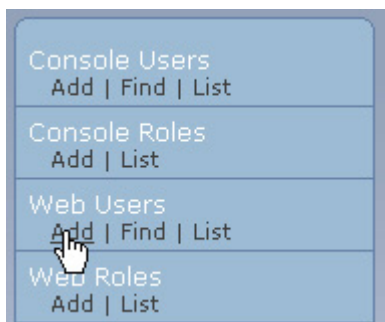 Console Users
Add | Find | List
Console Roles
Add | List
Web Users
Add | Find | List
Web Roles
Add | List